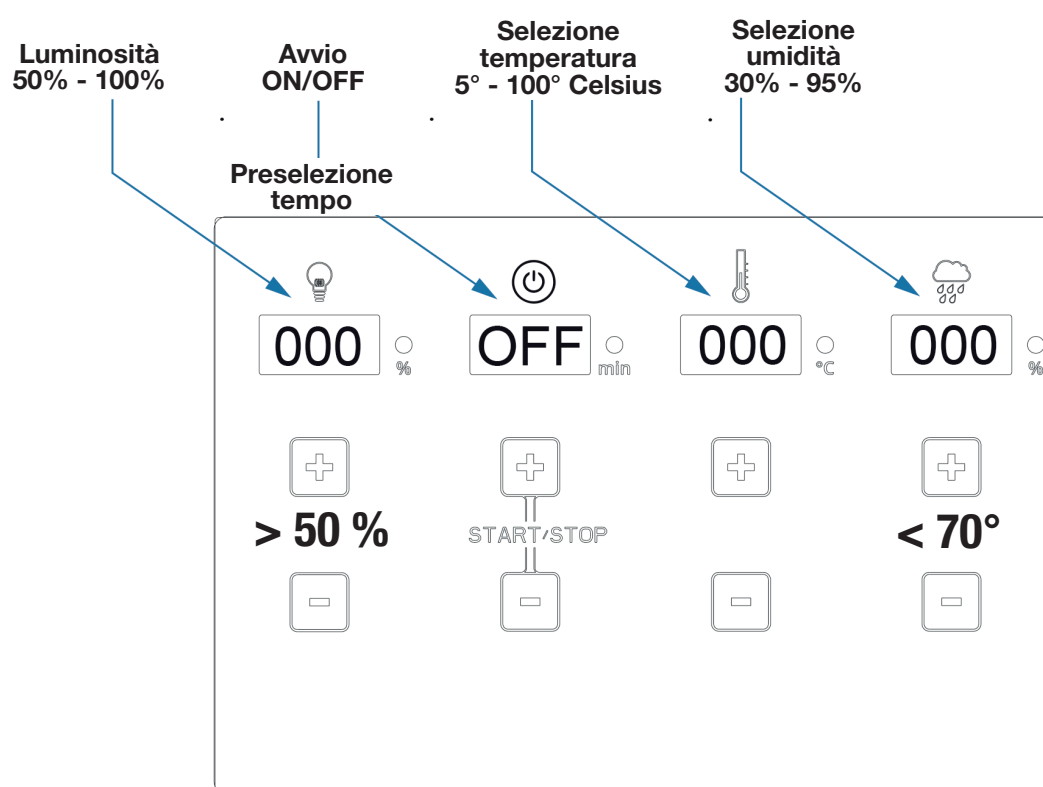 Luminosità
50% - 100%
Avvio
ON/OFF
Preselezione
tempo
Selezione
temperatura
5° - 100° Celsius
Selezione
umidità
30% - 95%
000 %
OFF min
000 °C
000 %
> 50 %
START/STOP
< 70°